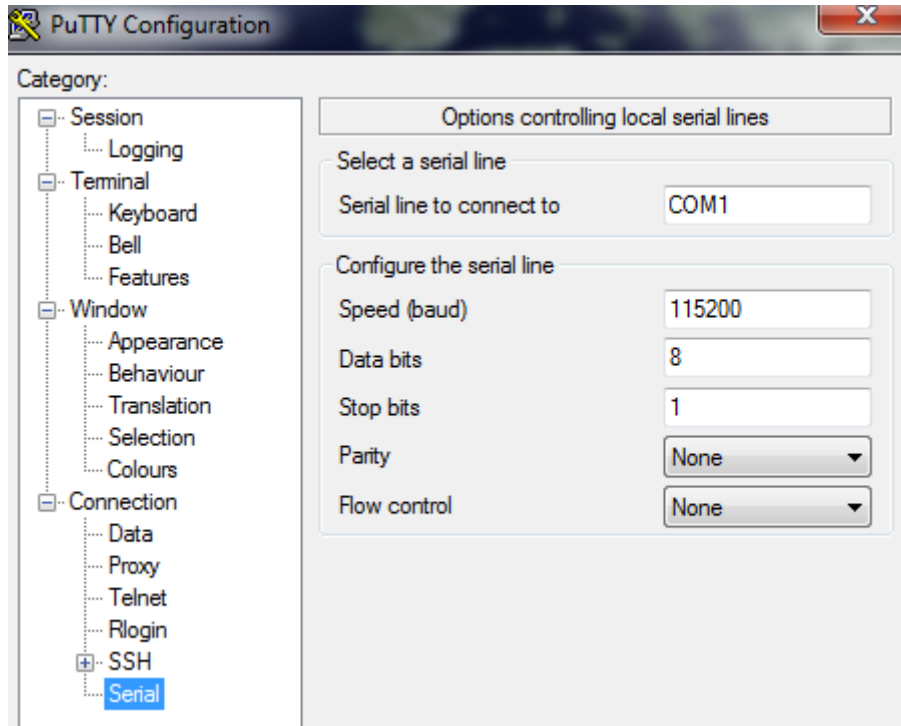 PuTTY Configuration
Category:
Session
Logging
Terminal
Keyboard
Bell
Features
Window
Appearance
Behaviour
Translation
Selection
Colours
Connection
Data
Proxy
Telnet
Rlogin
SSH
Serial
Options controlling local serial lines
Select a serial line
Serial line to connect to COM1
Configure the serial line
Speed (baud) 115200
Data bits 8
Stop bits 1
Parity None
Flow control None